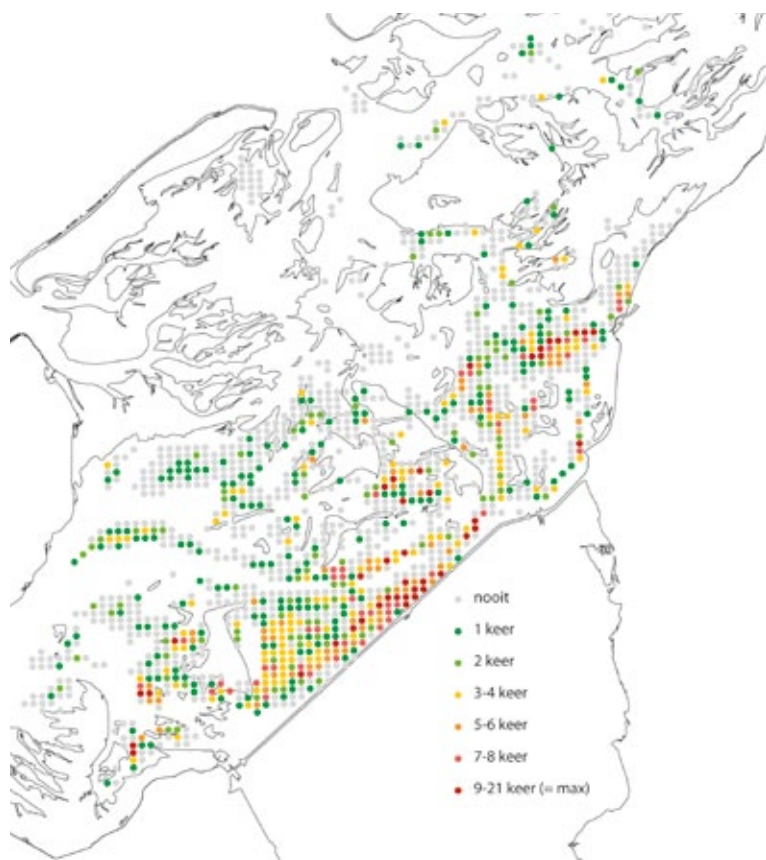 nooit
1 keer
2 keer
3-4 keer
5-6 keer
7-8 keer
9-21 keer (= max)